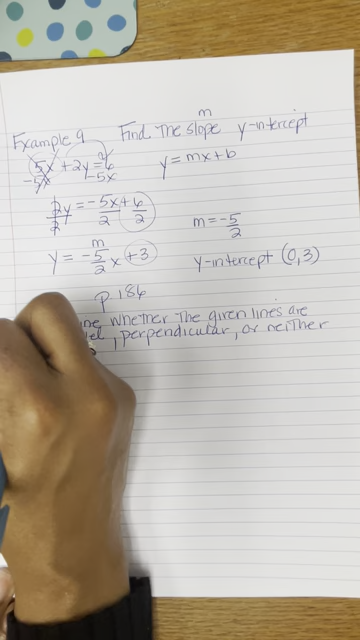 m
Example 9 Find The slope y-intercept
5x + 2y = 6 y = mx + b
-5x -5x
2y = -5x + 6
2 2 2
m = -5
2
m
y = -5 x + 3
2
y-intercept (0,3)
p 186
ine whether The given lines are
el, perpendicular, or neither